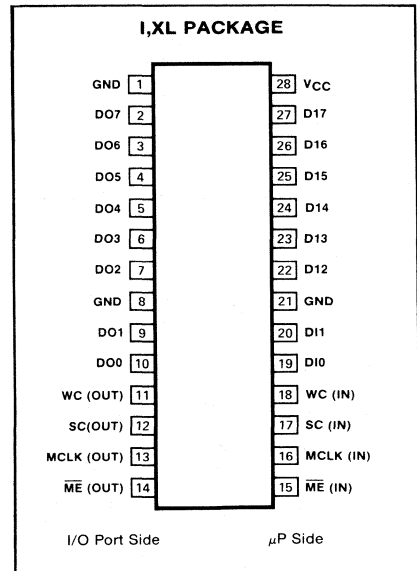 I,XL PACKAGE
GND 1 28 VCC
DO7 2 27 D17
DO6 3 26 D16
DO5 4 25 D15
DO4 5 24 D14
DO3 6 23 D13
DO2 7 22 D12
GND 8 21 GND
DO1 9 20 DI1
DO0 10 19 DI0
WC (OUT) 11 18 WC (IN)
SC(OUT) 12 17 SC (IN)
MCLK (OUT) 13 16 MCLK (IN)
M̅E̅ (OUT) 14 15 M̅E̅ (IN)
I/O Port Side μP Side